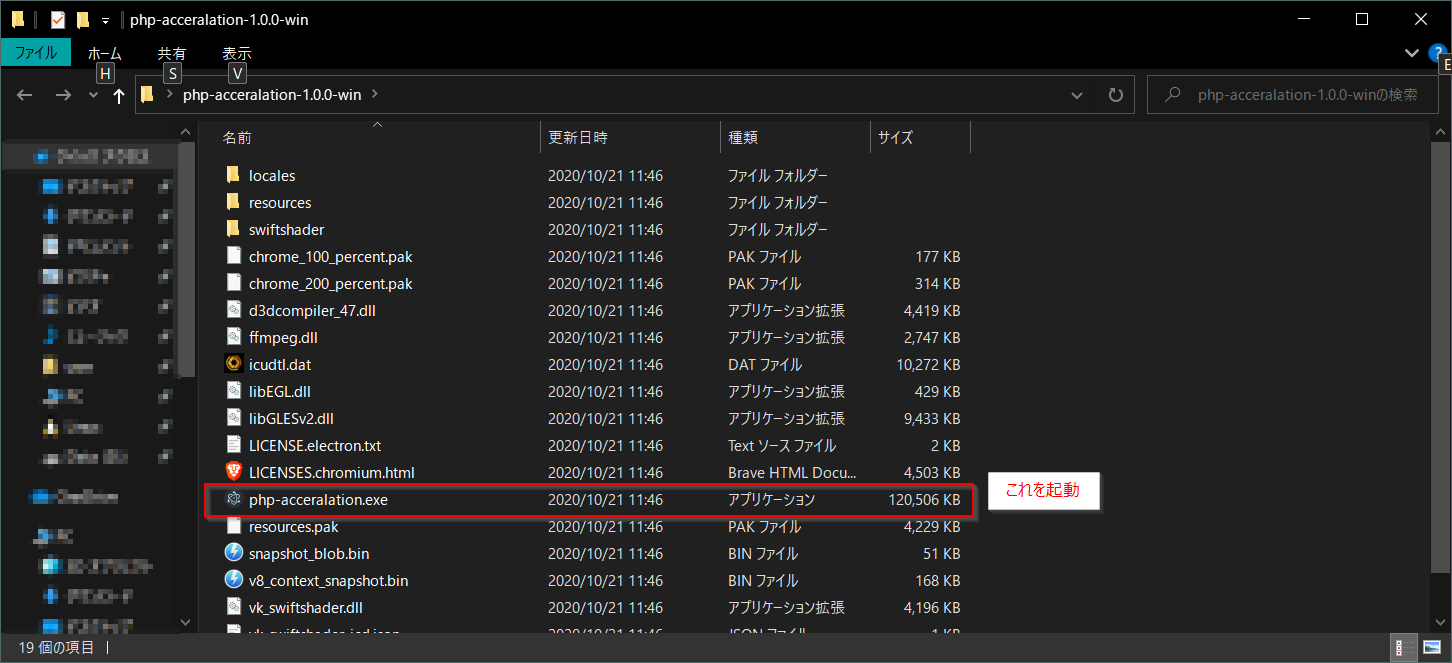 php-acceralation-1.0.0-win
ファイル ホーム 共有 表示
H S V E
php-acceralation-1.0.0-win php-acceralation-1.0.0-winの検索
名前 更新日時 種類 サイズ
locales 2020/10/21 11:46 ファイル フォルダー
resources 2020/10/21 11:46 ファイル フォルダー
swiftshader 2020/10/21 11:46 ファイル フォルダー
chrome_100_percent.pak 2020/10/21 11:46 PAK ファイル 177 KB
chrome_200_percent.pak 2020/10/21 11:46 PAK ファイル 314 KB
d3dcompiler_47.dll 2020/10/21 11:46 アプリケーション拡張 4,419 KB
ffmpeg.dll 2020/10/21 11:46 アプリケーション拡張 2,747 KB
icudtl.dat 2020/10/21 11:46 DAT ファイル 10,272 KB
libEGL.dll 2020/10/21 11:46 アプリケーション拡張 429 KB
libGLESv2.dll 2020/10/21 11:46 アプリケーション拡張 9,433 KB
LICENSE.electron.txt 2020/10/21 11:46 Text ソース ファイル 2 KB
LICENSES.chromium.html 2020/10/21 11:46 Brave HTML Docu... 4,503 KB
php-acceralation.exe 2020/10/21 11:46 アプリケーション 120,506 KB これを起動
resources.pak 2020/10/21 11:46 PAK ファイル 4,229 KB
snapshot_blob.bin 2020/10/21 11:46 BIN ファイル 51 KB
v8_context_snapshot.bin 2020/10/21 11:46 BIN ファイル 168 KB
vk_swiftshader.dll 2020/10/21 11:46 アプリケーション拡張 4,196 KB
19 個の項目